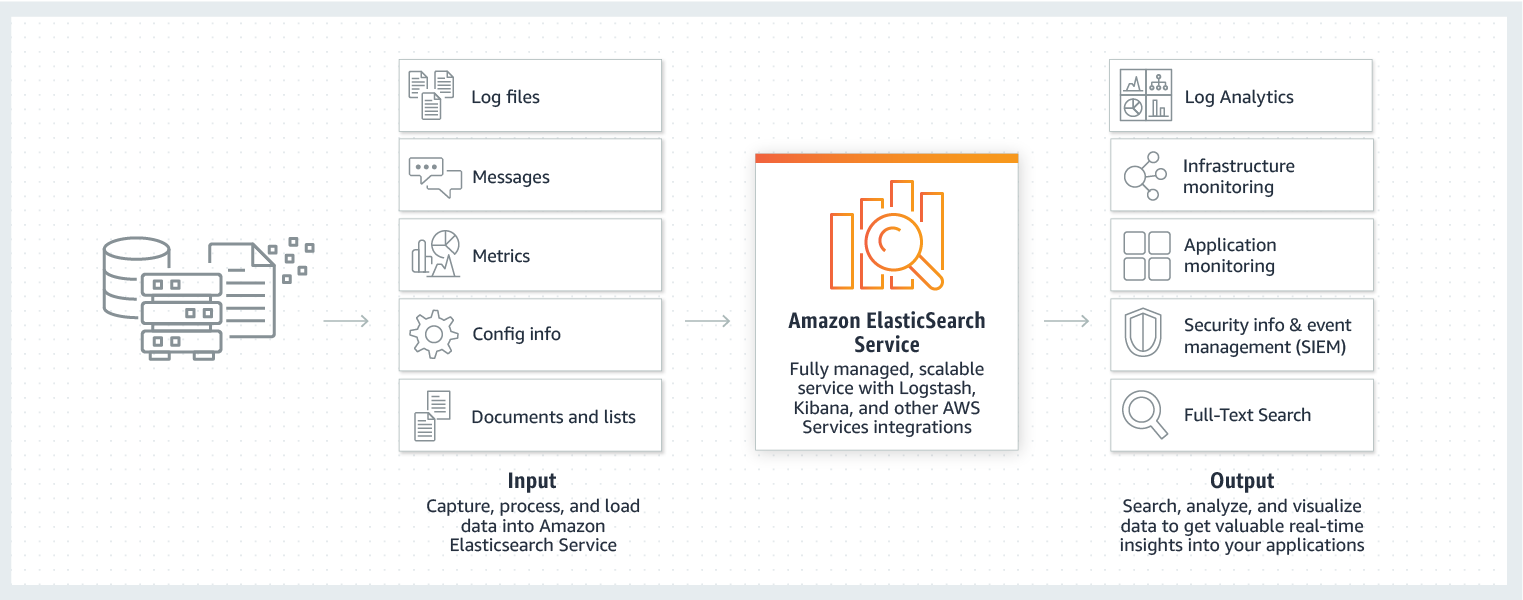 Log files
Messages
Metrics
Config info
Documents and lists
Input
Capture, process, and load
data into Amazon
Elasticsearch Service
Amazon ElasticSearch
Service
Fully managed, scalable
service with Logstash,
Kibana, and other AWS
Services integrations
Log Analytics
Infrastructure
monitoring
Application
monitoring
Security info & event
management (SIEM)
Full-Text Search
Output
Search, analyze, and visualize
data to get valuable real-time
insights into your applications